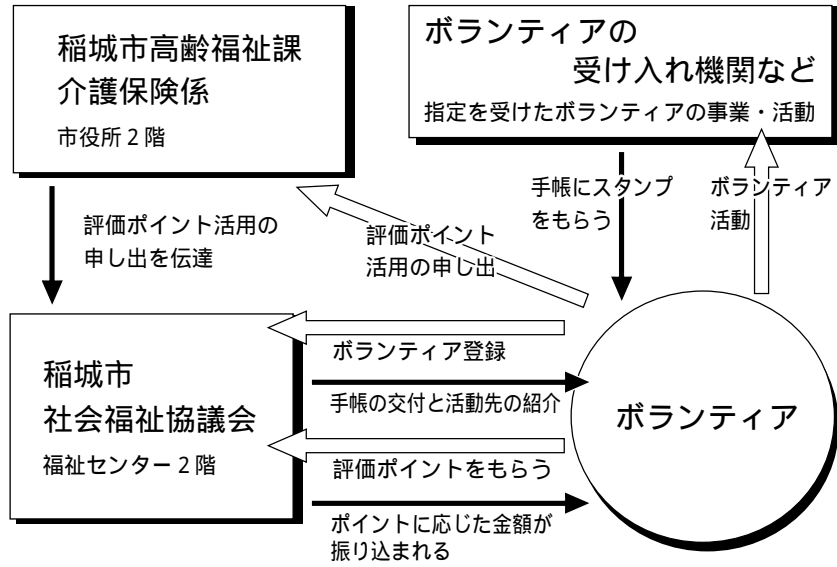 稲城市高齢福祉課
介護保険係
市役所2階
ボランティアの
受け入れ機関など
指定を受けたボランティアの事業・活動
評価ポイント活用の
申し出を伝達
評価ポイント
活用の申し出
手帳にスタンプ
をもらう
ボランティア
活動
稲城市
社会福祉協議会
福祉センター2階
ボランティア登録
手帳の交付と活動先の紹介
評価ポイントをもらう
ポイントに応じた金額が
振り込まれる
ボランティア